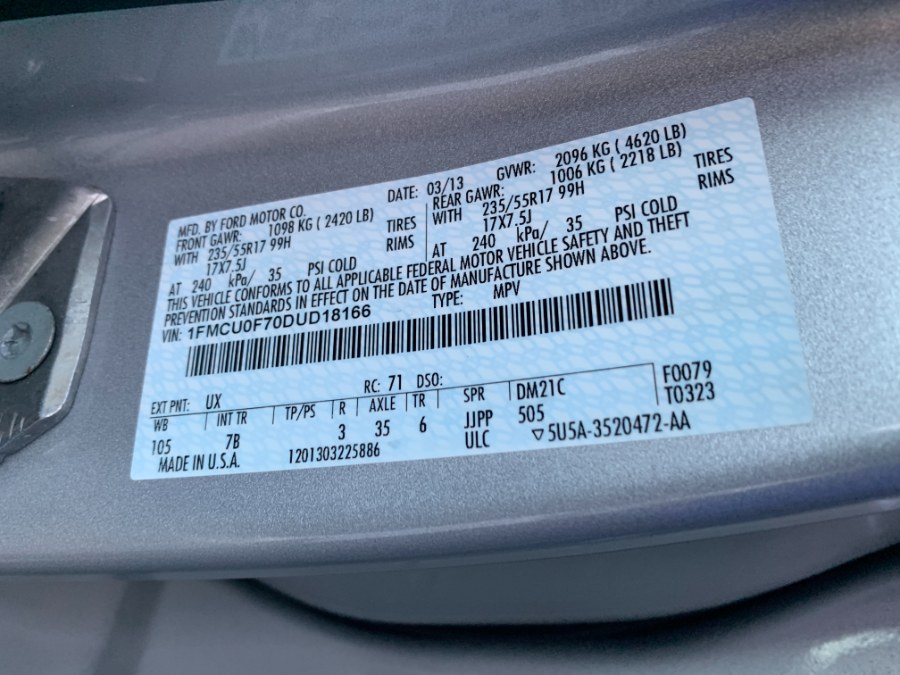 MFD. BY FORD MOTOR CO. DATE: 03/13 GVWR: 2096 KG ( 4620 LB)
FRONT GAWR: 1098 KG ( 2420 LB) REAR GAWR: 1006 KG ( 2218 LB)
WITH 235/55R17 99H TIRES WITH 235/55R17 99H TIRES
17X7.5J RIMS 17X7.5J RIMS
AT 240 kPa/ 35 PSI COLD AT 240 kPa/ 35 PSI COLD
THIS VEHICLE CONFORMS TO ALL APPLICABLE FEDERAL MOTOR VEHICLE SAFETY AND THEFT
PREVENTION STANDARDS IN EFFECT ON THE DATE OF MANUFACTURE SHOWN ABOVE.
VIN: 1FMCU0F70DUD18166 TYPE: MPV
EXT PNT: UX RC: 71 DSO: F0079
WB INT TR TP/PS R AXLE TR SPR DM21C T0323
105 7B 3 35 6 JJPP 505
MADE IN U.S.A. 1201303225886 ULC ▽5U5A-3520472-AA